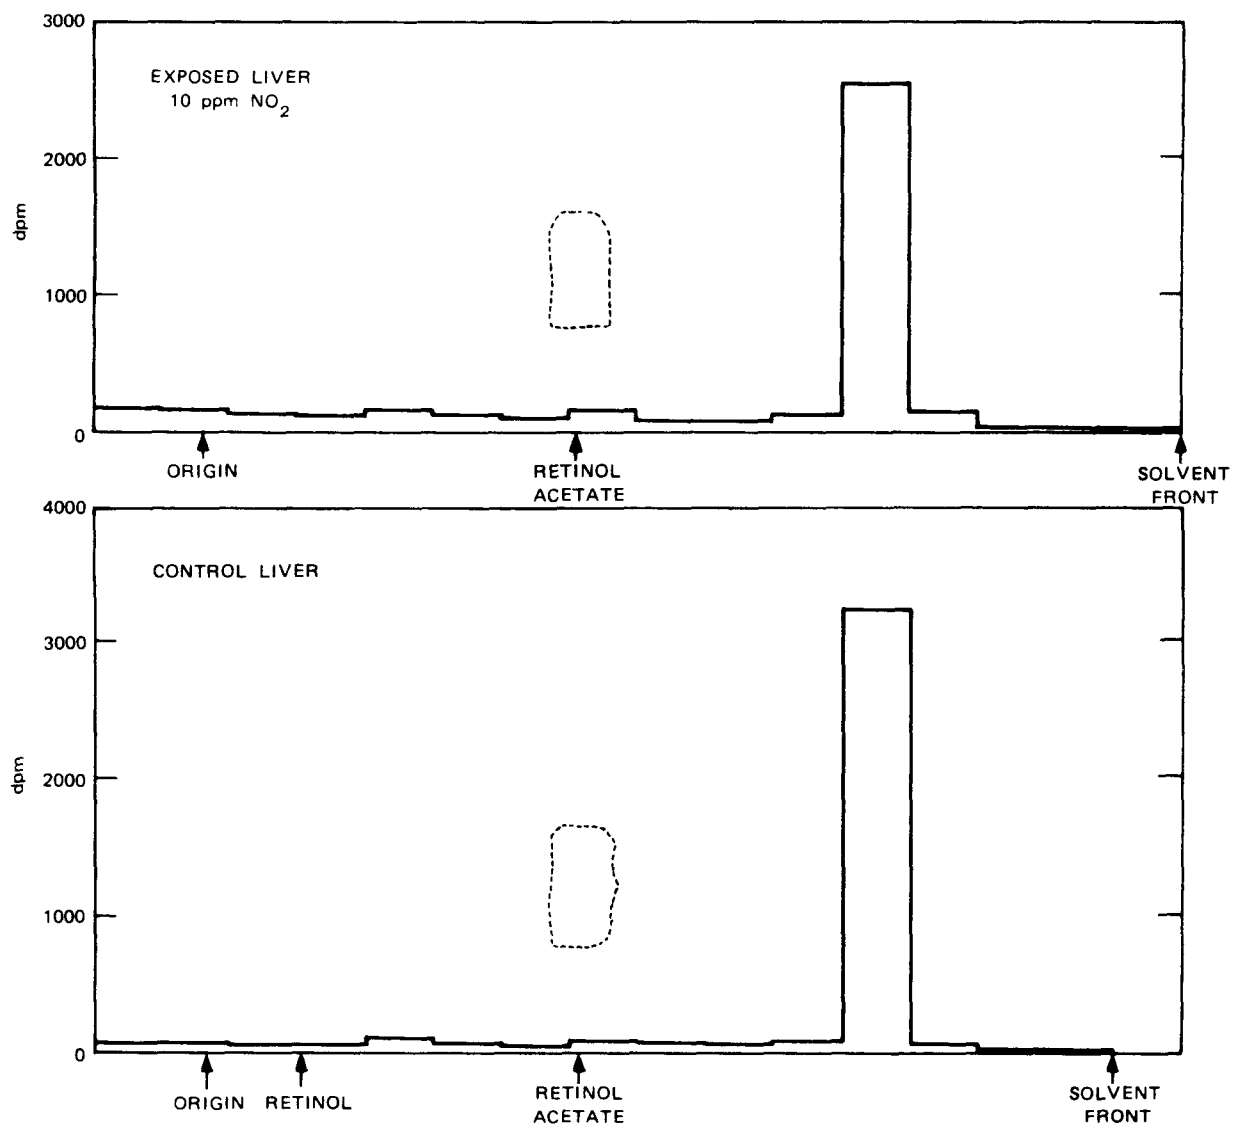 3000
EXPOSED LIVER
10 ppm NO2
2000
dpm
1000
0
ORIGIN
RETINOL
ACETATE
SOLVENT
FRONT
4000
CONTROL LIVER
3000
2000
dpm
1000
0
ORIGIN
RETINOL
RETINOL
ACETATE
SOLVENT
FRONT